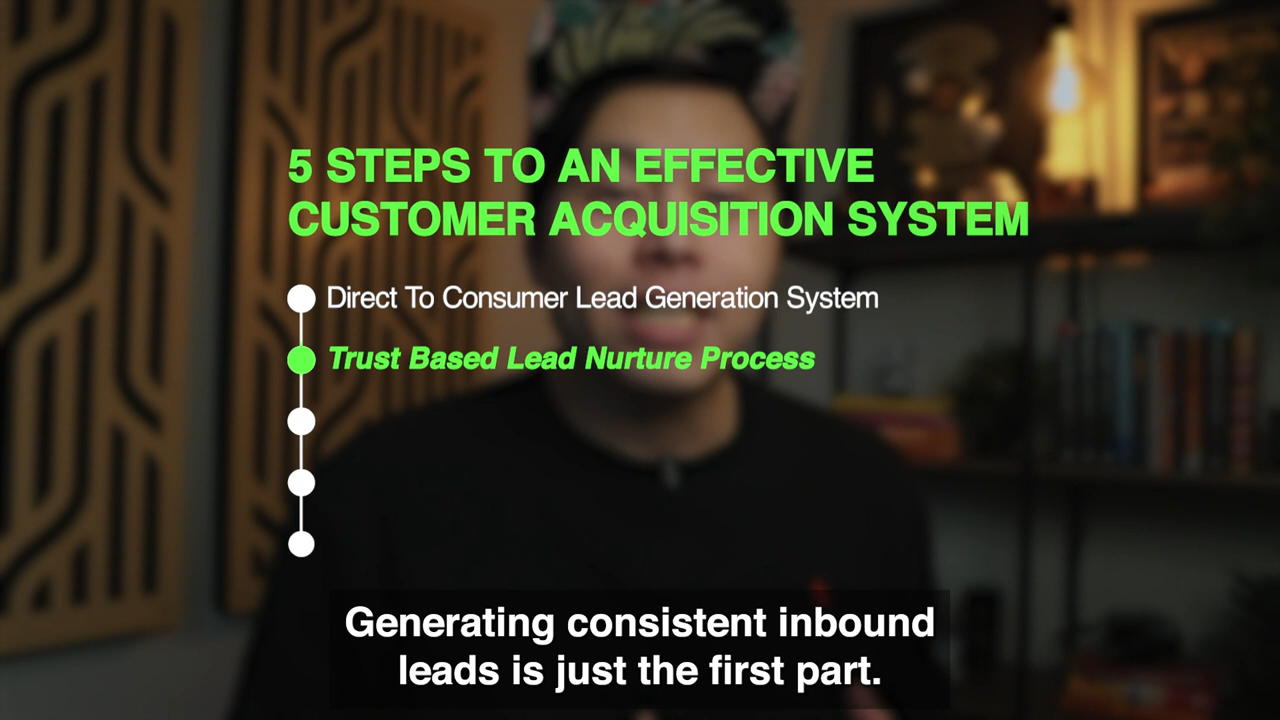 5 STEPS TO AN EFFECTIVE
CUSTOMER ACQUISITION SYSTEM
Direct To Consumer Lead Generation System
Trust Based Lead Nurture Process
Generating consistent inbound
leads is just the first part.